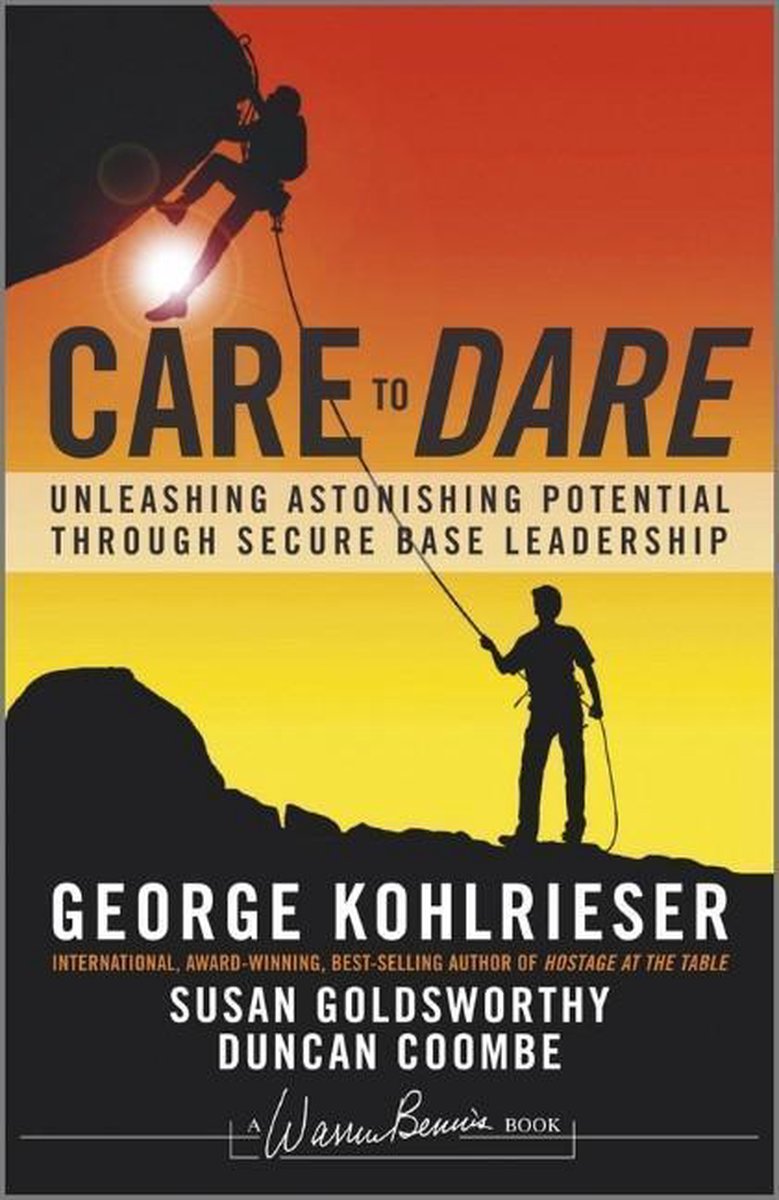 CARE TO DARE
UNLEASHING ASTONISHING POTENTIAL
THROUGH SECURE BASE LEADERSHIP
GEORGE KOHLRIESER
INTERNATIONAL, AWARD-WINNING, BEST-SELLING AUTHOR OF HOSTAGE AT THE TABLE
SUSAN GOLDSWORTHY
DUNCAN COOMBE
A Warren Bennis BOOK